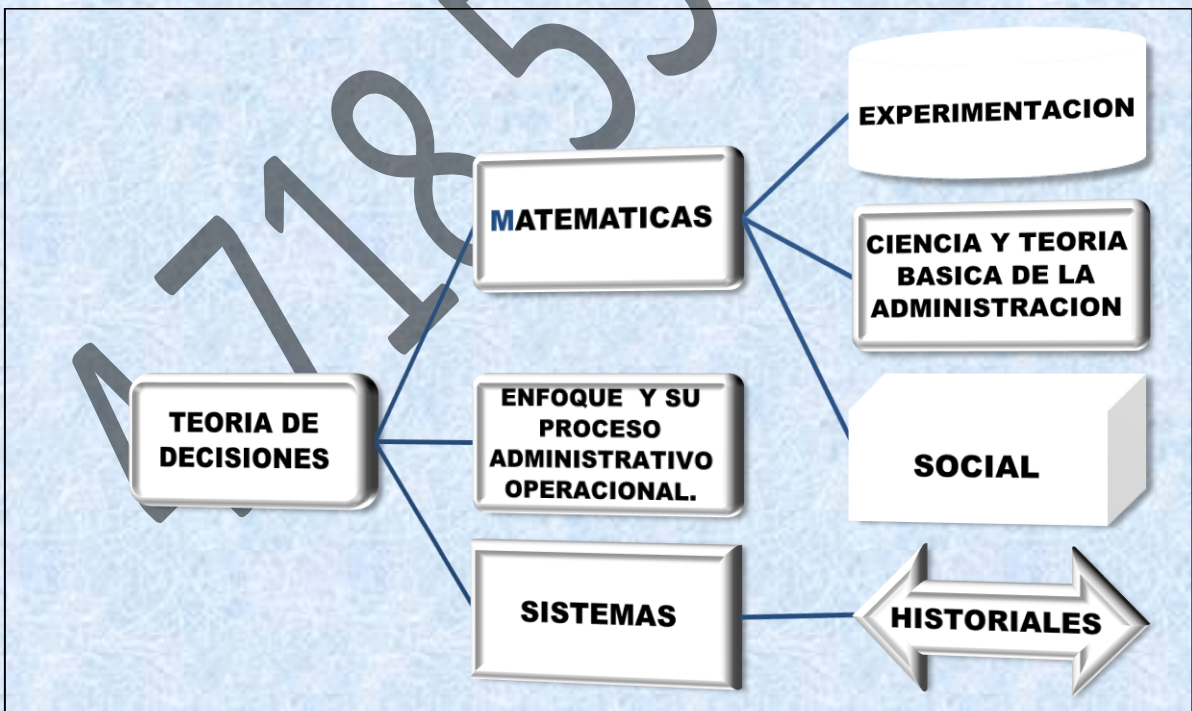 EXPERIMENTACION
MATEMATICAS
CIENCIA Y TEORIA
BASICA DE LA
ADMINISTRACION
TEORIA DE
DECISIONES
ENFOQUE Y SU
PROCESO
ADMINISTRATIVO
OPERACIONAL.
SOCIAL
SISTEMAS
HISTORIALES